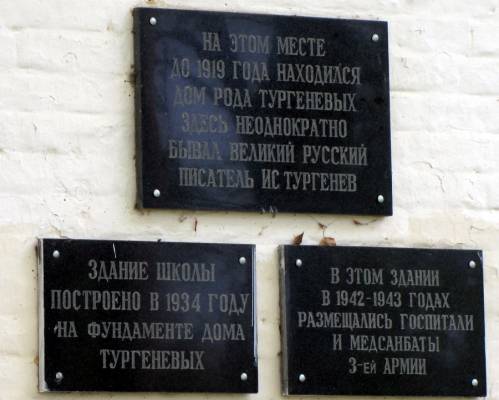 НА ЭТОМ МЕСТЕ
ДО 1919 ГОДА НАХОДИЛСЯ
ДОМ РОДА ТУРГЕНЕВЫХ
ЗДЕСЬ НЕОДНОКРАТНО
БЫВАЛ ВЕЛИКИЙ РУССКИЙ
ПИСАТЕЛЬ И С ТУРГЕНЕВ
ЗДАНИЕ ШКОЛЫ
ПОСТРОЕНО В 1934 ГОДУ
НА ФУНДАМЕНТЕ ДОМА
ТУРГЕНЕВЫХ
В ЭТОМ ЗДАНИИ
В 1942-1943 ГОДАХ
РАЗМЕЩАЛИСЬ ГОСПИТАЛИ
И МЕДСАНБАТЫ
3-ЕЙ АРМИИ